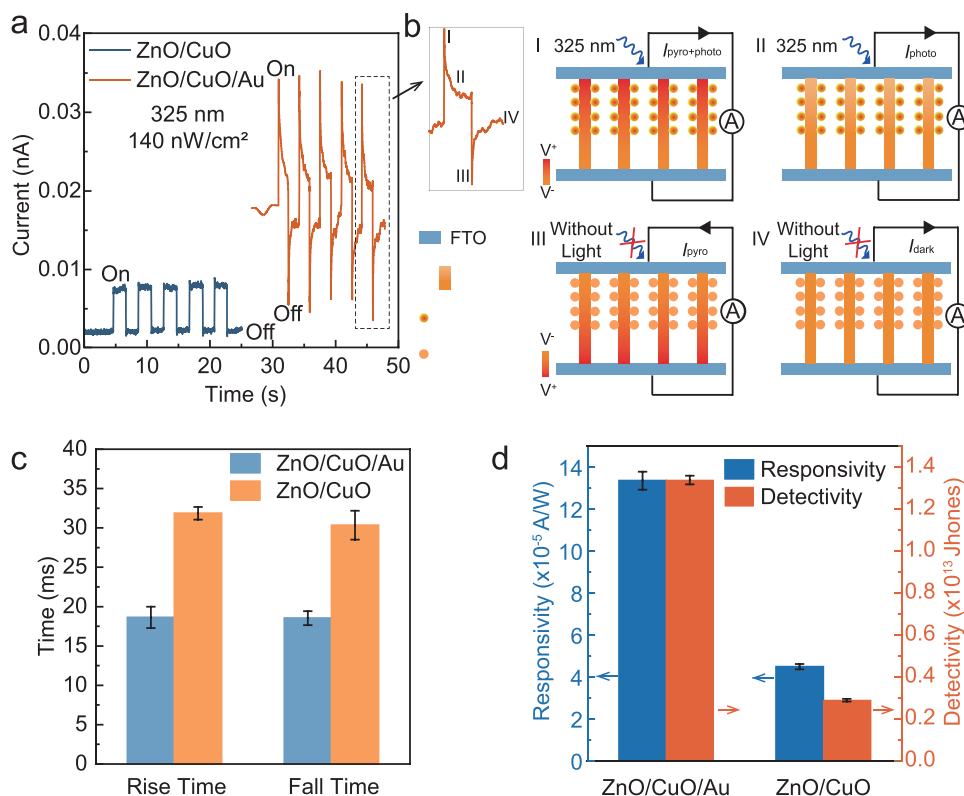 a
ZnO/CuO
ZnO/CuO/Au
325 nm
140 nW/cm²
On
Off
On
Off
Current (nA)
0.04
0.03
0.02
0.01
0.00
0 10 20 30 40 50
Time (s)
b
I
II
III
IV
FTO
I
325 nm
Ipyro+photo
A
V⁺
V⁻
II
325 nm
Iphoto
A
III
Without
Light
Ipyro
A
V⁻
V⁺
IV
Without
Light
Idark
A
c
ZnO/CuO/Au
ZnO/CuO
Time (ms)
40
35
30
25
20
15
10
5
0
Rise Time Fall Time
d
Responsivity
Detectivity
Responsivity (x10⁻⁵ A/W)
14
12
10
8
6
4
2
0
1.4
1.2
1.0
0.8
0.6
0.4
0.2
0.0
Detectivity (x10¹³ Jhones)
ZnO/CuO/Au ZnO/CuO